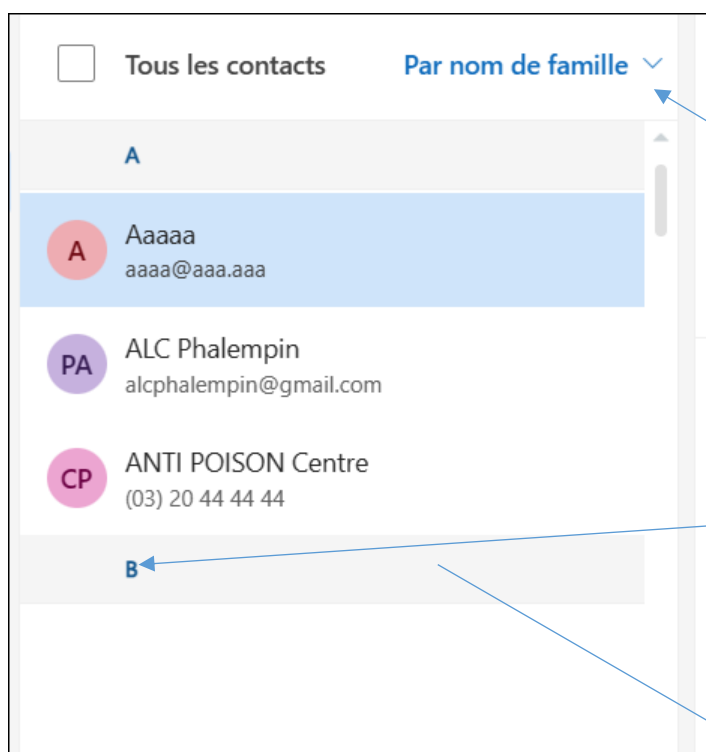 Tous les contacts Par nom de famille
A
A Aaaaa
aaaa@aaa.aaa
PA ALC Phalempin
alcphalempin@gmail.com
CP ANTI POISON Centre
(03) 20 44 44 44
B